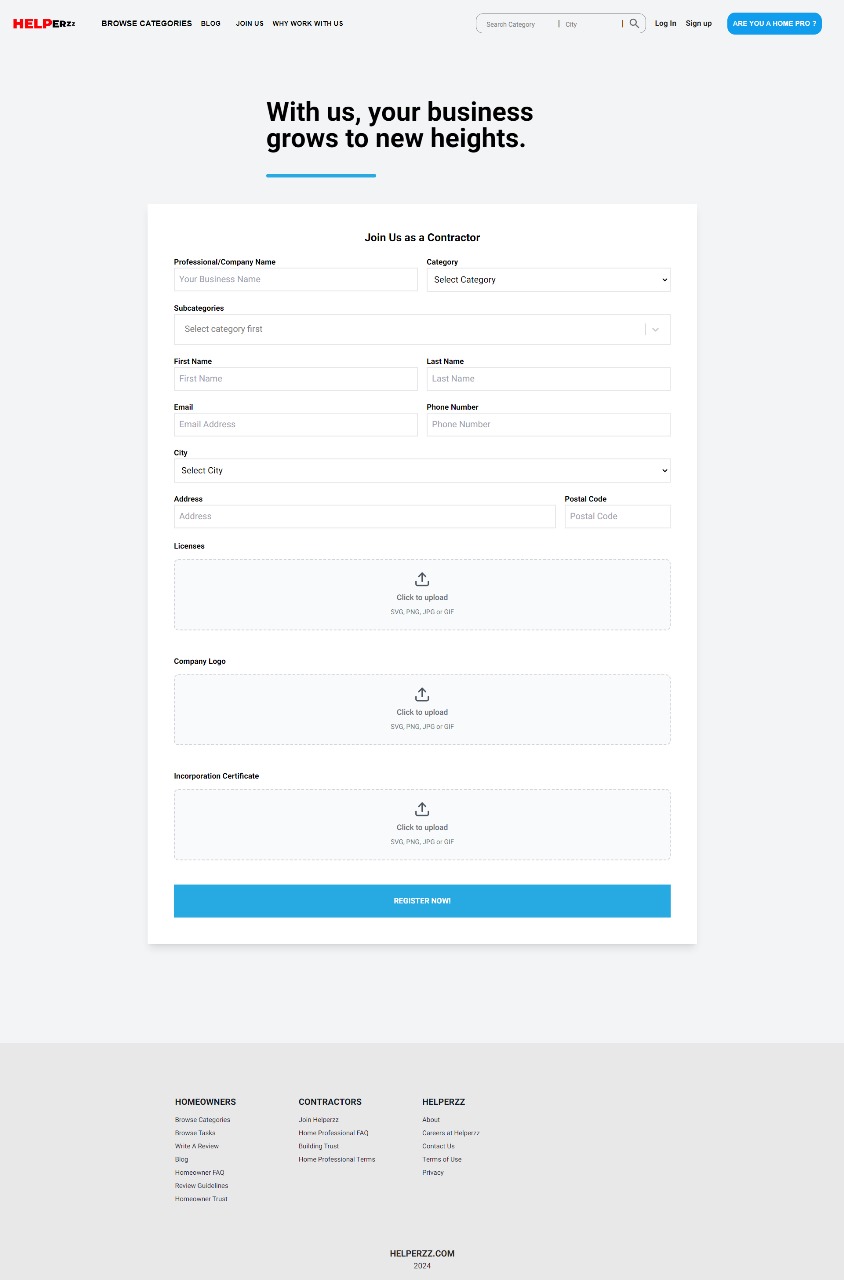 HELPERzz
BROWSE CATEGORIES
BLOG
JOIN US
WHY WORK WITH US
Search Category
City
Log In
Sign up
ARE YOU A HOME PRO ?
With us, your business
grows to new heights.
Join Us as a Contractor
Professional/Company Name
Category
Your Business Name
Select Category
Subcategories
Select category first
First Name
Last Name
First Name
Last Name
Email
Phone Number
Email Address
Phone Number
City
Select City
Address
Postal Code
Address
Postal Code
Licenses
Click to upload
SVG, PNG, JPG or GIF
Company Logo
Click to upload
SVG, PNG, JPG or GIF
Incorporation Certificate
Click to upload
SVG, PNG, JPG or GIF
REGISTER NOW!
HOMEOWNERS
Browse Categories
Browse Tasks
Write A Review
Blog
Homeowner FAQ
Review Guidelines
Homeowner Trust
CONTRACTORS
Join Helperzz
Home Professional FAQ
Building Trust
Home Professional Terms
HELPERZZ
About
Careers at Helperzz
Contact Us
Terms of Use
Privacy
HELPERZZ.COM
2024